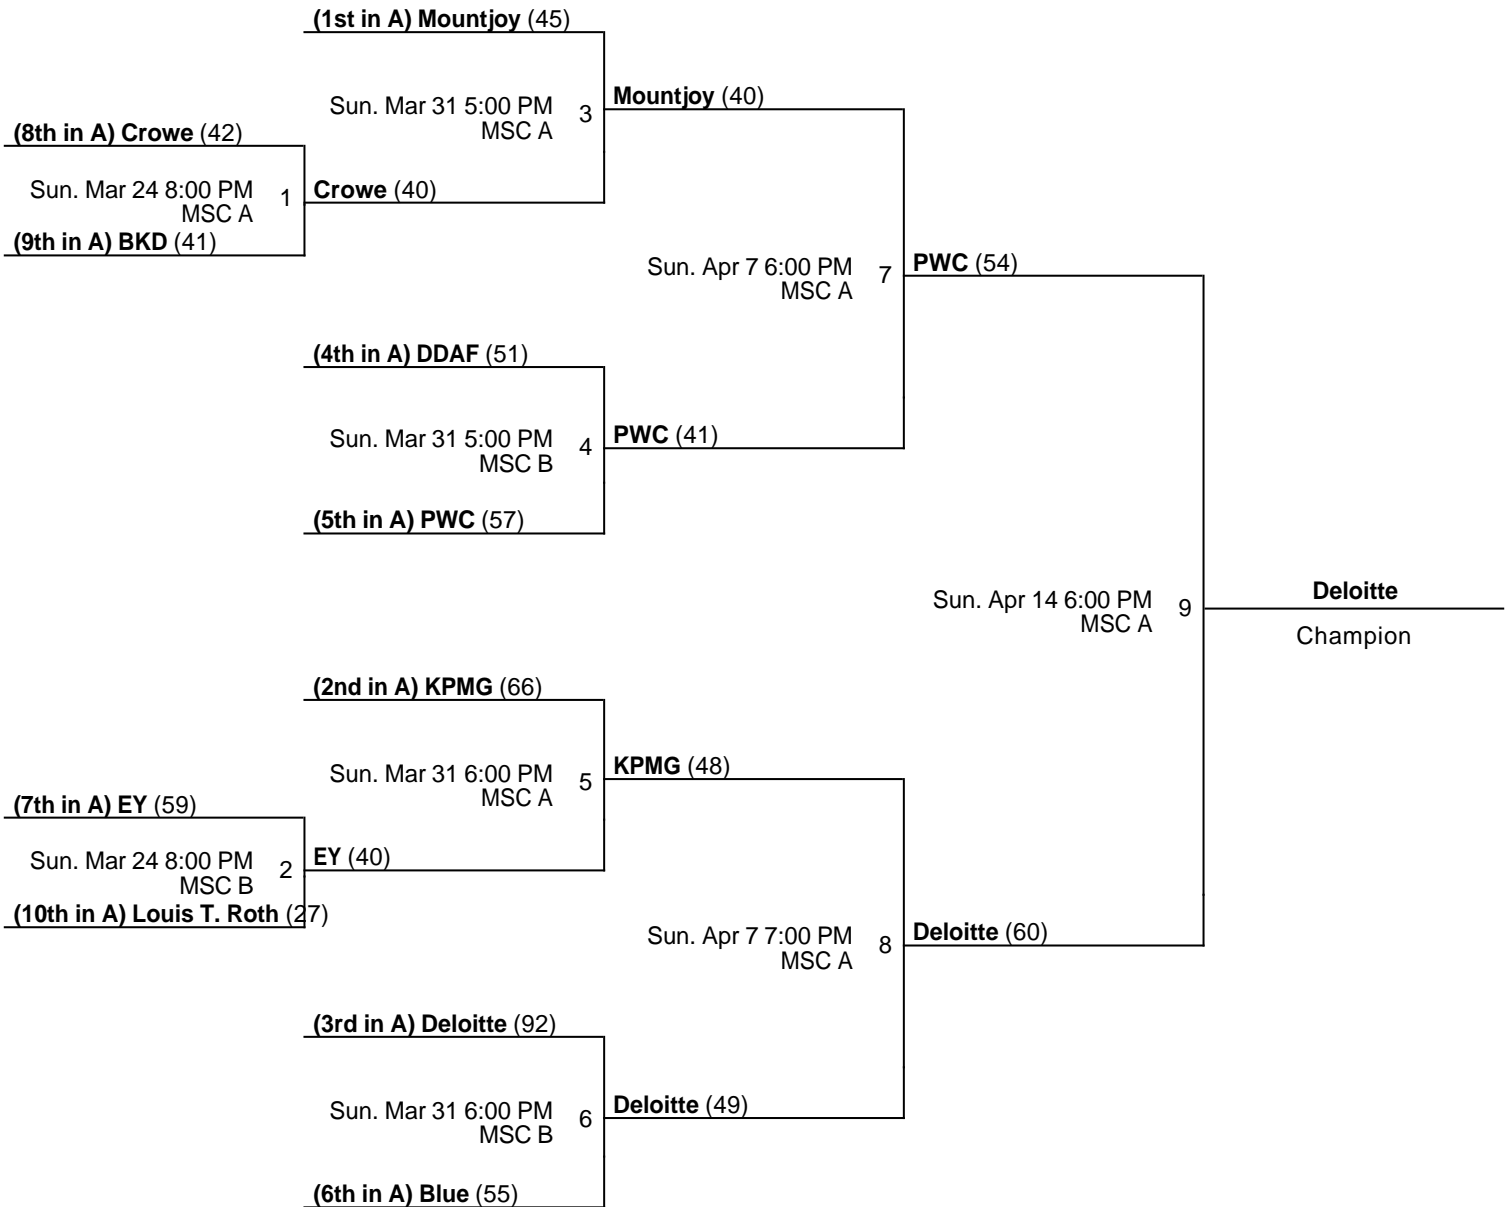 (1st in A) Mountjoy (45)
Sun. Mar 31 5:00 PM
MSC A
3
Mountjoy (40)
(8th in A) Crowe (42)
Sun. Mar 24 8:00 PM
MSC A
1
Crowe (40)
(9th in A) BKD (41)
Sun. Apr 7 6:00 PM
MSC A
7
PWC (54)
(4th in A) DDAF (51)
Sun. Mar 31 5:00 PM
MSC B
4
PWC (41)
(5th in A) PWC (57)
Sun. Apr 14 6:00 PM
MSC A
9
Deloitte
Champion
(2nd in A) KPMG (66)
Sun. Mar 31 6:00 PM
MSC A
5
KPMG (48)
(7th in A) EY (59)
Sun. Mar 24 8:00 PM
MSC B
2
EY (40)
(10th in A) Louis T. Roth (27)
Sun. Apr 7 7:00 PM
MSC A
8
Deloitte (60)
(3rd in A) Deloitte (92)
Sun. Mar 31 6:00 PM
MSC B
6
Deloitte (49)
(6th in A) Blue (55)